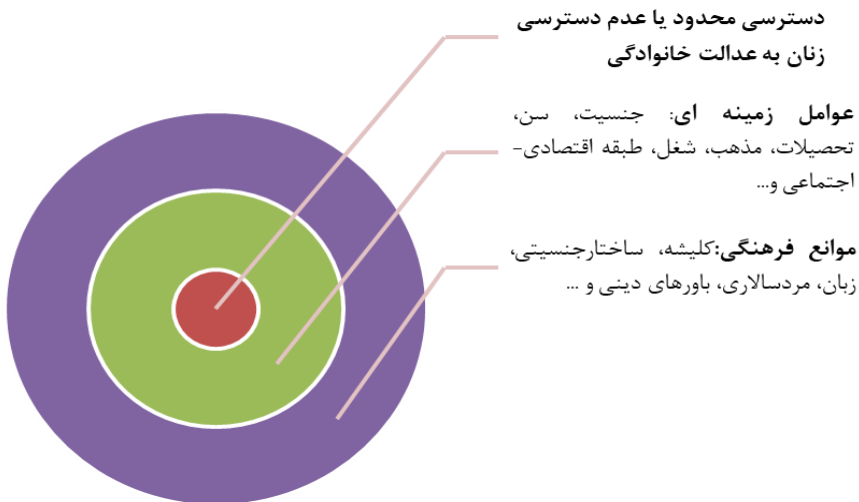 دسترسی محدود یا عدم دسترسی
زنان به عدالت خانوادگی
عوامل زمینه ای: جنسیت، سن،
تحصیلات، مذهب، شغل، طبقه اقتصادی-
اجتماعی و...
موانع فرهنگی:کلیشه، ساختارجنسیتی،
زبان، مردسالاری، باورهای دینی و ...